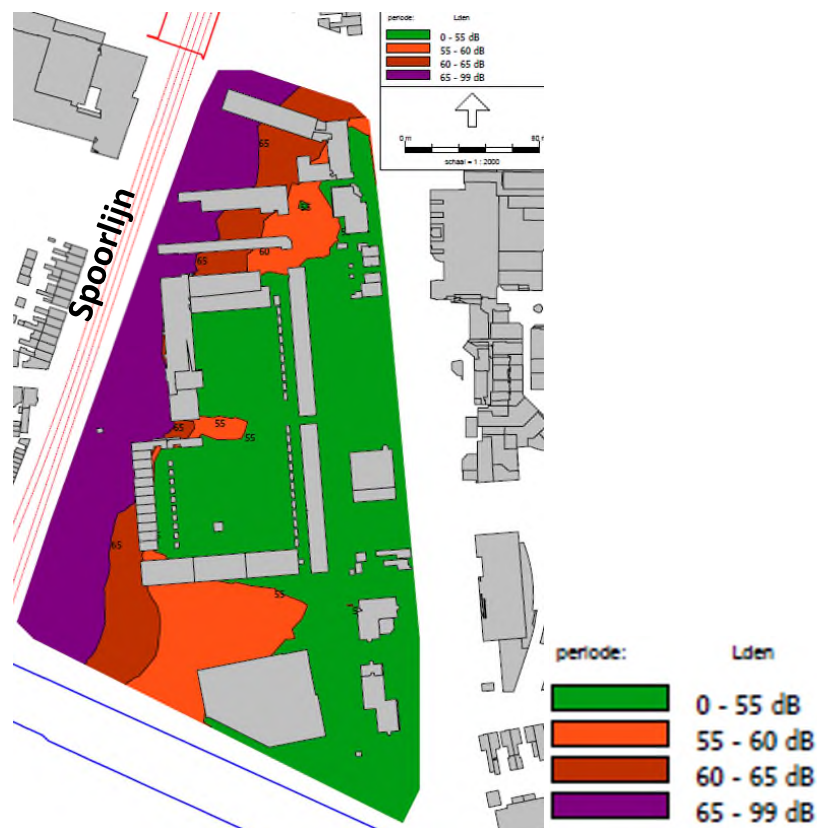 periode: Lden
0 - 55 dB
55 - 60 dB
60 - 65 dB
65 - 99 dB
0 m 80 m
schaal = 1 : 2000
Spoorlijn
65
55
65
60
65
55
55
65
55
periode: Lden
0 - 55 dB
55 - 60 dB
60 - 65 dB
65 - 99 dB